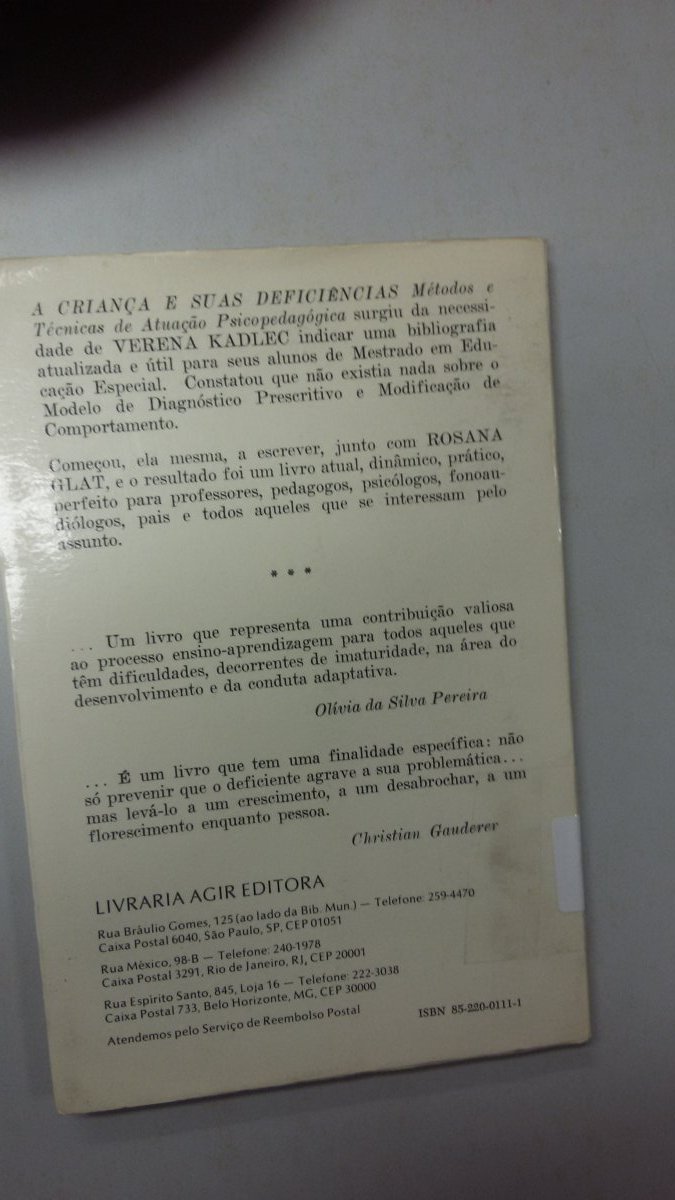 A CRIANÇA E SUAS DEFICIÊNCIAS Métodos e
Técnicas de Atuação Psicopedagógica surgiu da necessi-
dade de VERENA KADLEC indicar uma bibliografia
atualizada e útil para seus alunos de Mestrado em Edu-
cação Especial. Constatou que não existia nada sobre o
Modelo de Diagnóstico Prescritivo e Modificação de
Comportamento.
Começou, ela mesma, a escrever, junto com ROSANA
GLAT, e o resultado foi um livro atual, dinâmico, prático,
perfeito para professores, pedagogos, psicólogos, fonoau-
diólogos, pais e todos aqueles que se interessam pelo
assunto.
* * *
... Um livro que representa uma contribuição valiosa
ao processo ensino-aprendizagem para todos aqueles que
têm dificuldades, decorrentes de imaturidade, na área do
desenvolvimento e da conduta adaptativa.
Olívia da Silva Pereira
... É um livro que tem uma finalidade específica: não
só prevenir que o deficiente agrave a sua problemática...
mas levá-lo a um crescimento, a um desabrochar, a um
florescimento enquanto pessoa.
Christian Gauderer
LIVRARIA AGIR EDITORA
Rua Bráulio Gomes, 125 (ao lado da Bib. Mun.) — Telefone: 259-4470
Caixa Postal 6040, São Paulo, SP, CEP 01051
Rua México, 98-B — Telefone: 240-1978
Caixa Postal 3291, Rio de Janeiro, RJ, CEP 20001
Rua Espírito Santo, 845, Loja 16 — Telefone: 222-3038
Caixa Postal 733, Belo Horizonte, MG, CEP 30000
Atendemos pelo Serviço de Reembolso Postal
ISBN 85-220-0111-1